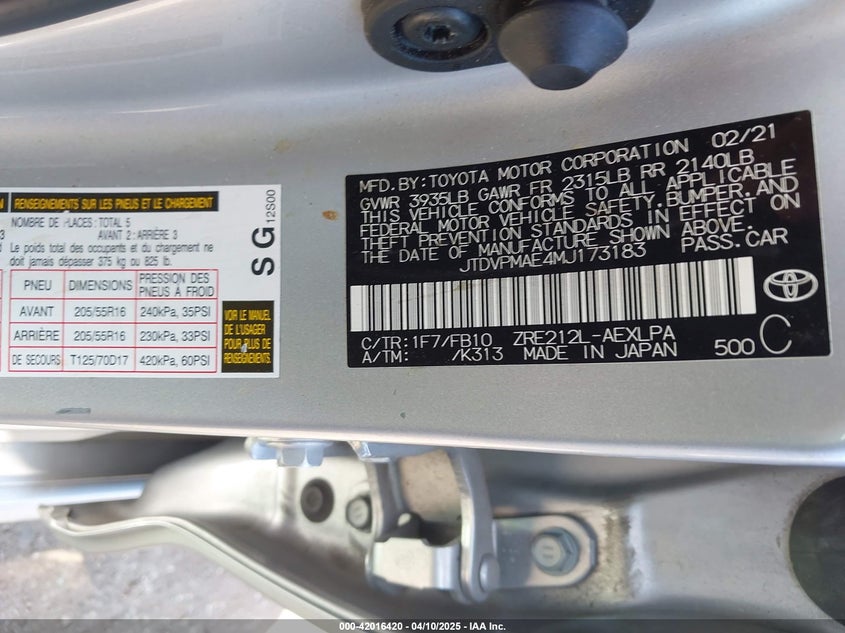 RENSEIGNEMENTS SUR LES PNEUS ET LE CHARGEMENT
NOMBRE DE PLACES: TOTAL 5
AVANT 2: ARRIÈRE 3
Le poids total des occupants et du chargement ne
doit jamais dépasser 375 kg ou 825 lb.
PNEU DIMENSIONS PRESSION DES PNEUS À FROID
AVANT 205/55R16 240kPa, 35PSI
ARRIÈRE 205/55R16 230kPa, 33PSI
DE SECOURS T125/70D17 420kPa, 60PSI
VOIR LE MANUEL
DE L'USAGER
POUR PLUS DE
RENSEIGNEMENTS
SG 12S00
MFD.BY:TOYOTA MOTOR CORPORATION 02/21
GVWR 3935LB GAWR FR 2315LB RR 2140LB
THIS VEHICLE CONFORMS TO ALL APPLICABLE
FEDERAL MOTOR VEHICLE SAFETY,BUMPER,AND
THEFT PREVENTION STANDARDS IN EFFECT ON
THE DATE OF MANUFACTURE SHOWN ABOVE.
JTDVPMAE4MJ173183 PASS.CAR
TOYOTA
C/TR:1F7/FB10 ZRE212L-AEXLPA
A/TM: /K313 MADE IN JAPAN 500 C
000-42016420 - 04/10/2025 - IAA Inc.